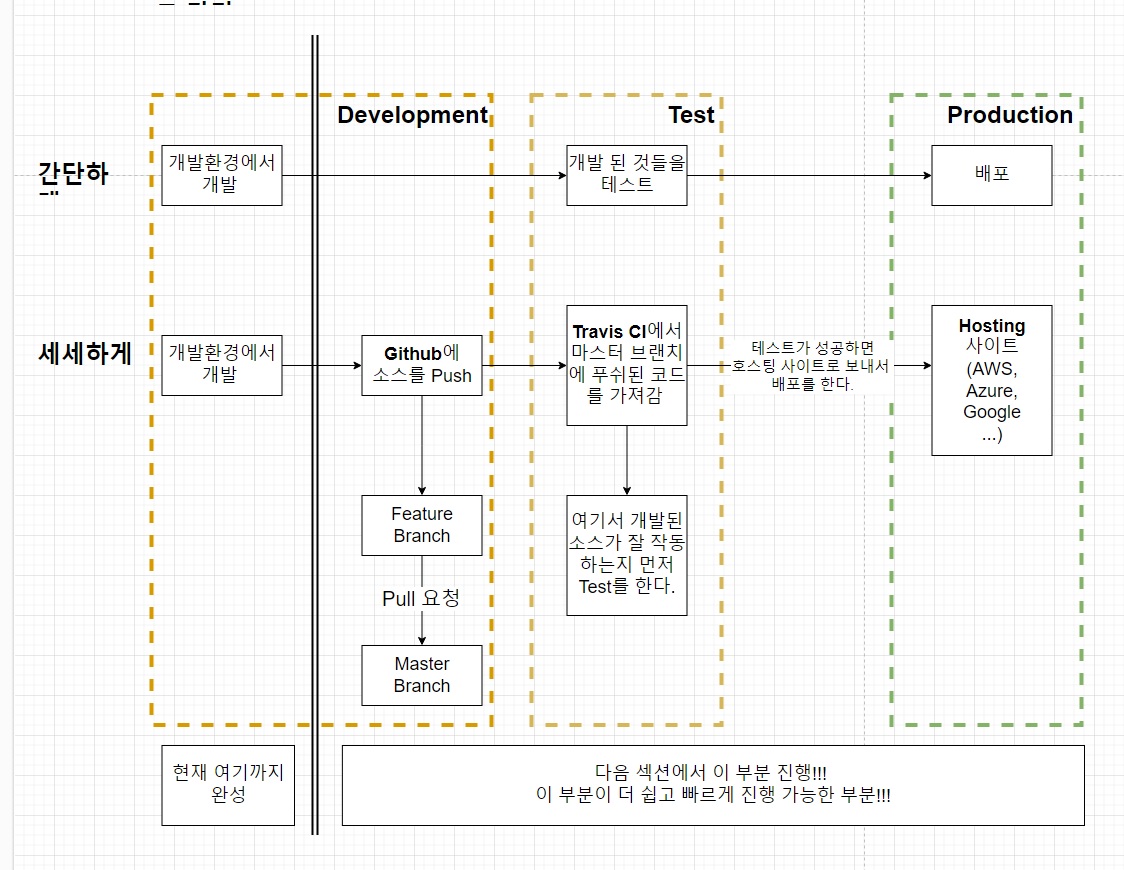 Development
Test
Production
간단하
개발환경에서
개발
개발 된 것들을
테스트
배포
세세하게
개발환경에서
개발
Github에
소스를 Push
Travis CI에서
마스터 브랜치
에 푸쉬된 코드
를 가져감
테스트가 성공하면
호스팅 사이트로 보내서
배포를 한다.
Hosting
사이트
(AWS,
Azure,
Google
...)
Feature
Branch
Pull 요청
Master
Branch
여기서 개발된
소스가 잘 작동
하는지 먼저
Test를 한다.
현재 여기까지
완성
다음 섹션에서 이 부분 진행!!!
이 부분이 더 쉽고 빠르게 진행 가능한 부분!!!